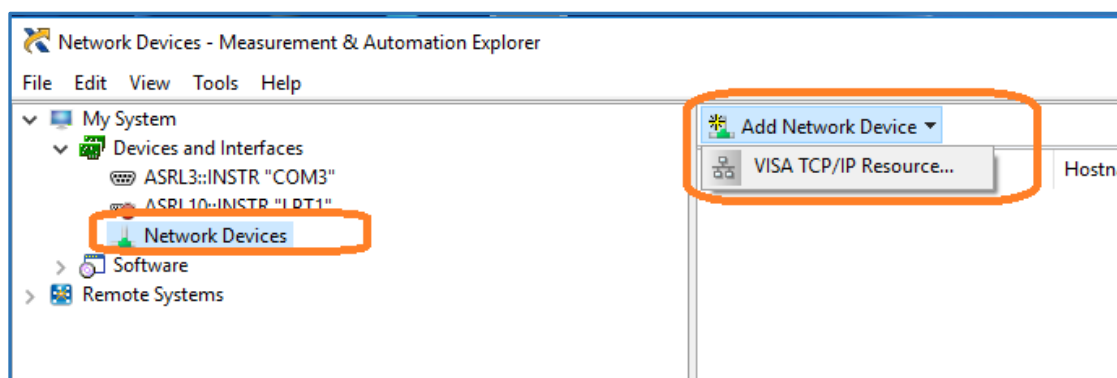 Network Devices - Measurement & Automation Explorer
File Edit View Tools Help
My System
Devices and Interfaces
ASRL3::INSTR "COM3"
ASRL10::INSTR "LPT1"
Network Devices
Software
Remote Systems
Add Network Device
VISA TCP/IP Resource...
Hostn